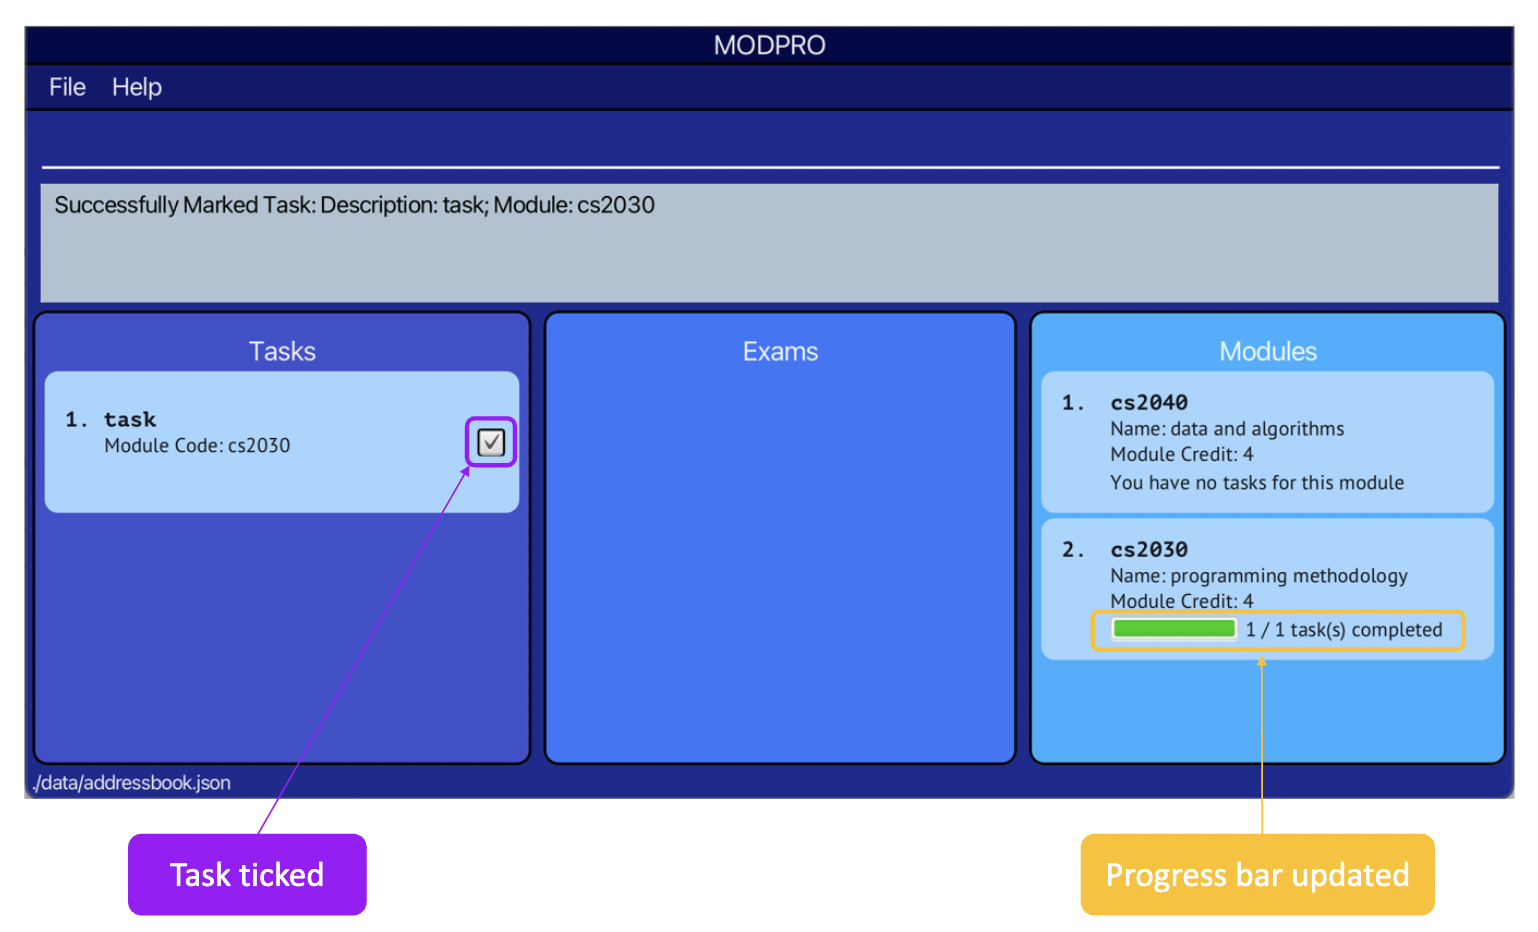 MODPRO
File Help
Successfully Marked Task: Description: task; Module: cs2030
Tasks
1. task
Module Code: cs2030
Exams
Modules
1. cs2040
Name: data and algorithms
Module Credit: 4
You have no tasks for this module
2. cs2030
Name: programming methodology
Module Credit: 4
1 / 1 task(s) completed
./data/addressbook.json
Task ticked
Progress bar updated